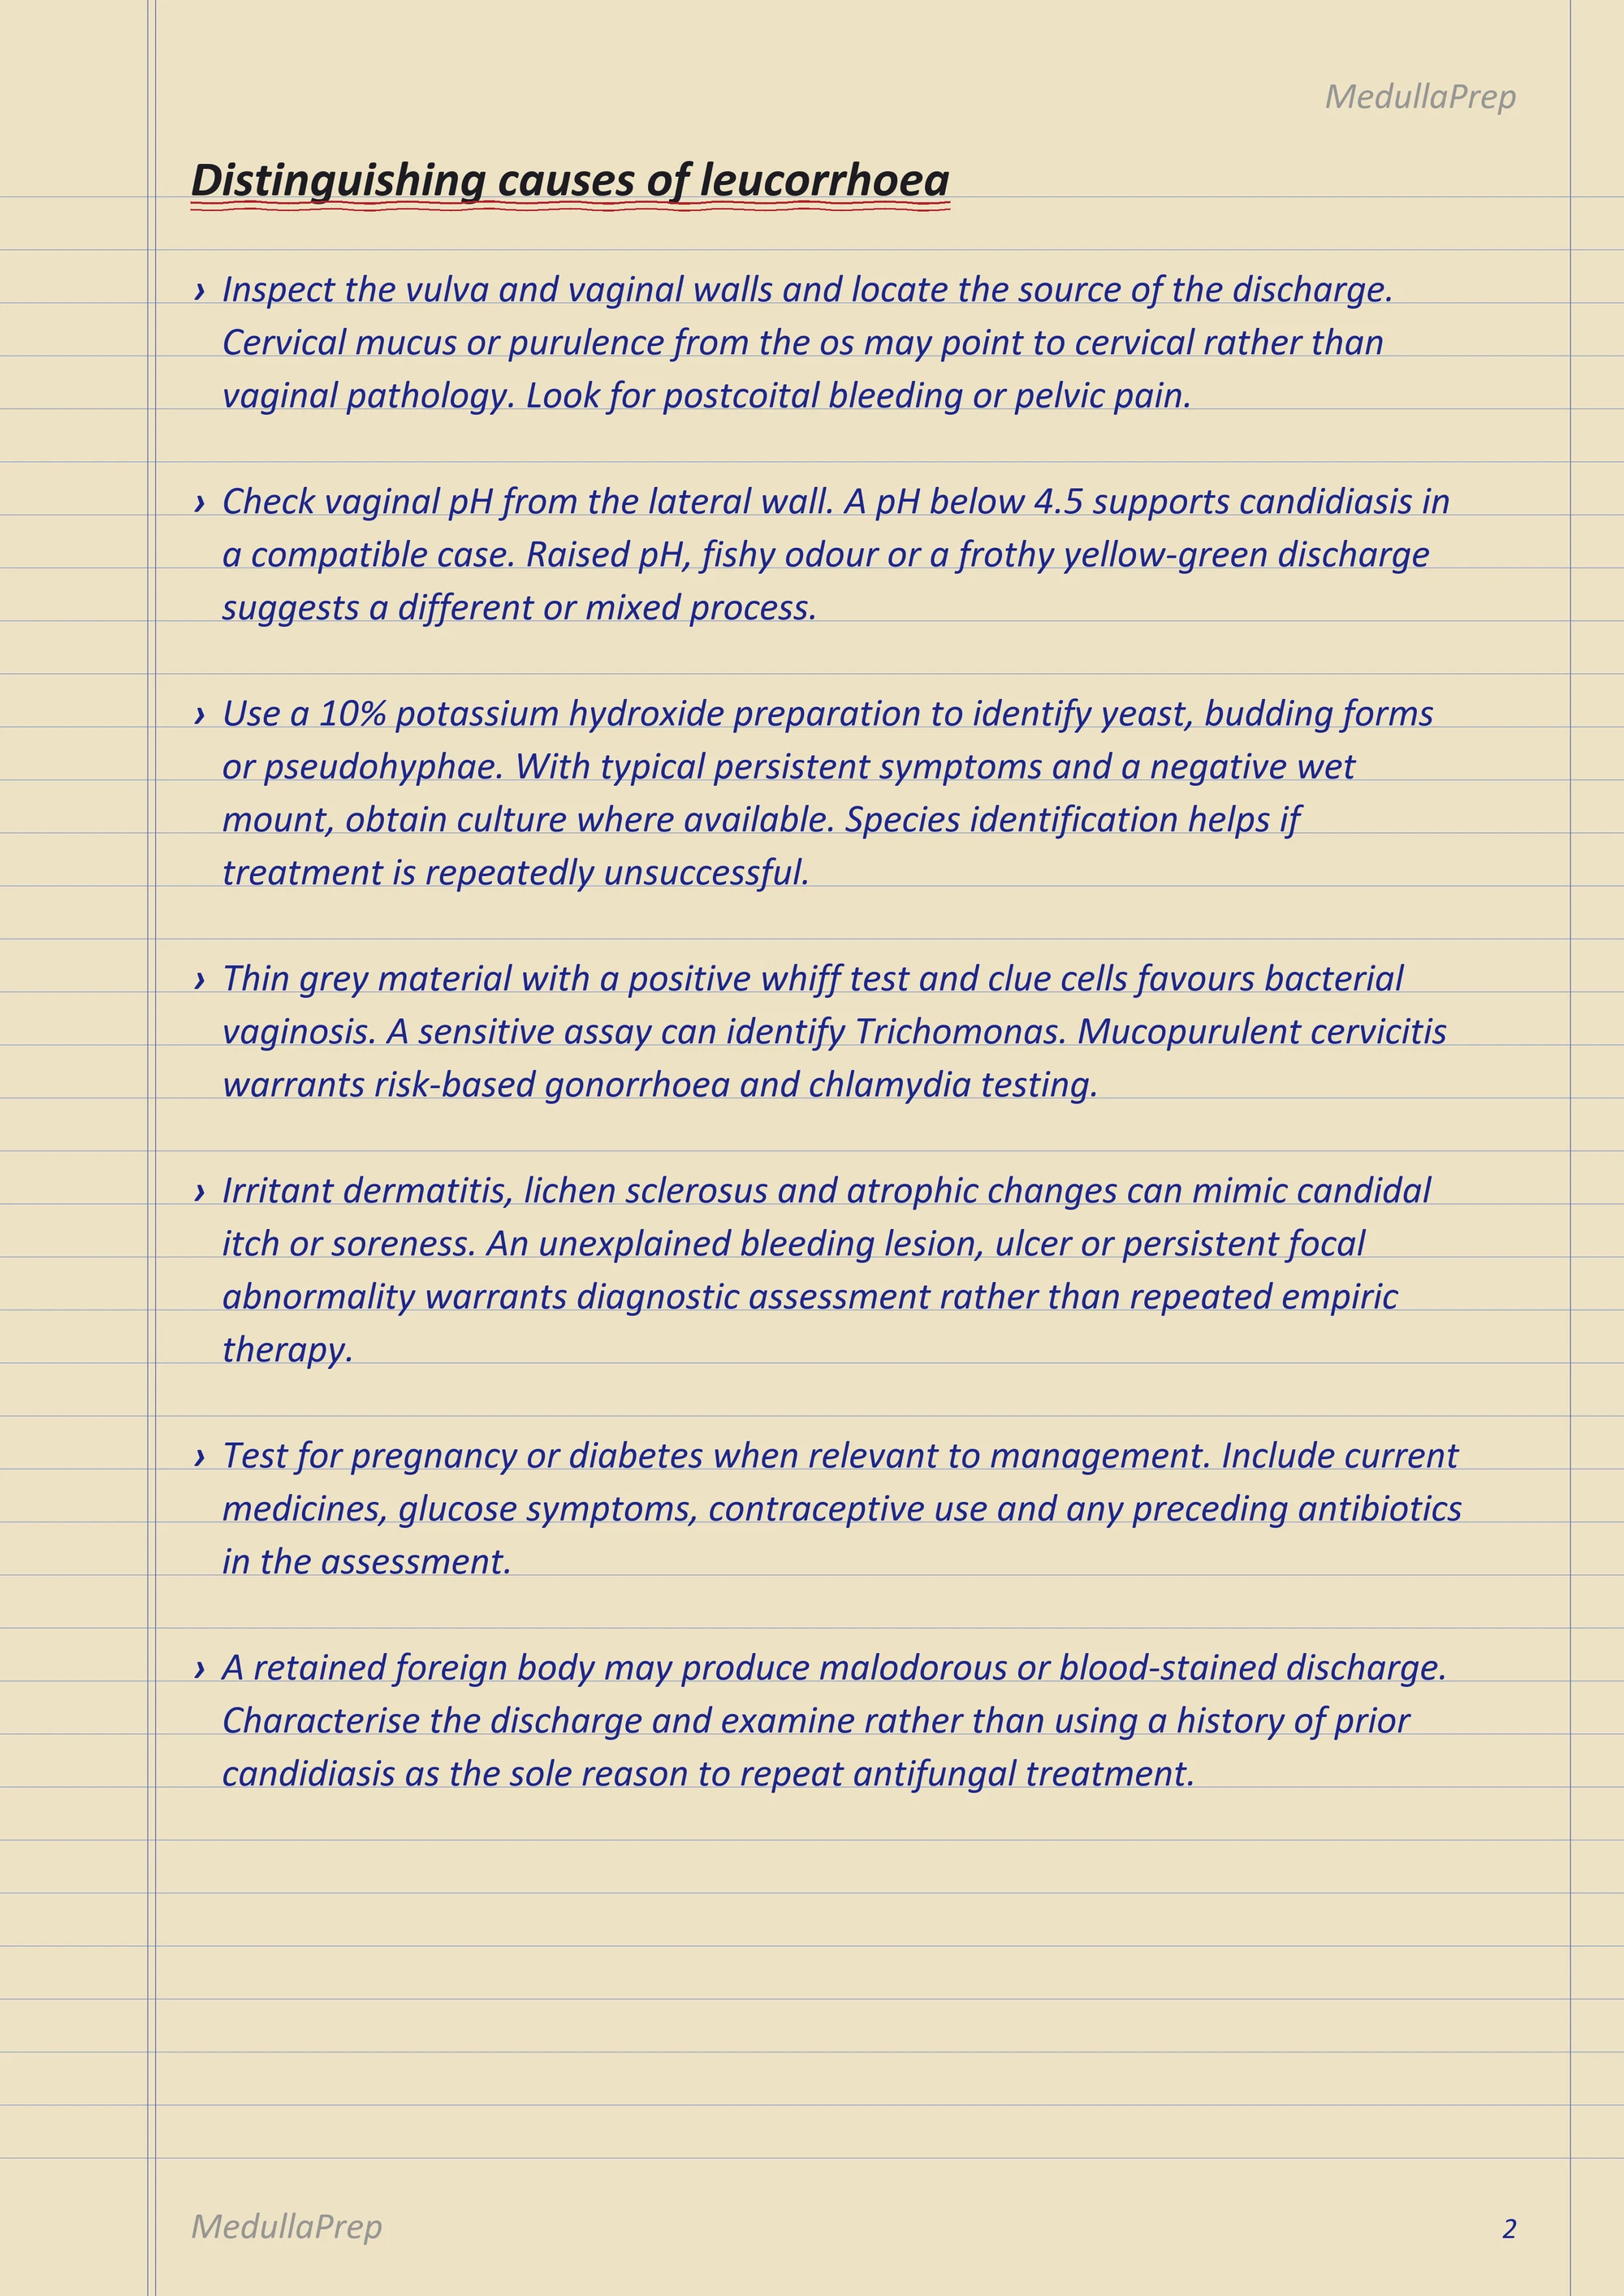 MedullaPrep
Distinguishing causes of leucorrhoea
› Inspect the vulva and vaginal walls and locate the source of the discharge.
Cervical mucus or purulence from the os may point to cervical rather than
vaginal pathology. Look for postcoital bleeding or pelvic pain.
› Check vaginal pH from the lateral wall. A pH below 4.5 supports candidiasis in
a compatible case. Raised pH, fishy odour or a frothy yellow-green discharge
suggests a different or mixed process.
› Use a 10% potassium hydroxide preparation to identify yeast, budding forms
or pseudohyphae. With typical persistent symptoms and a negative wet
mount, obtain culture where available. Species identification helps if
treatment is repeatedly unsuccessful.
› Thin grey material with a positive whiff test and clue cells favours bacterial
vaginosis. A sensitive assay can identify Trichomonas. Mucopurulent cervicitis
warrants risk-based gonorrhoea and chlamydia testing.
› Irritant dermatitis, lichen sclerosus and atrophic changes can mimic candidal
itch or soreness. An unexplained bleeding lesion, ulcer or persistent focal
abnormality warrants diagnostic assessment rather than repeated empiric
therapy.
› Test for pregnancy or diabetes when relevant to management. Include current
medicines, glucose symptoms, contraceptive use and any preceding antibiotics
in the assessment.
› A retained foreign body may produce malodorous or blood-stained discharge.
Characterise the discharge and examine rather than using a history of prior
candidiasis as the sole reason to repeat antifungal treatment.
MedullaPrep
2